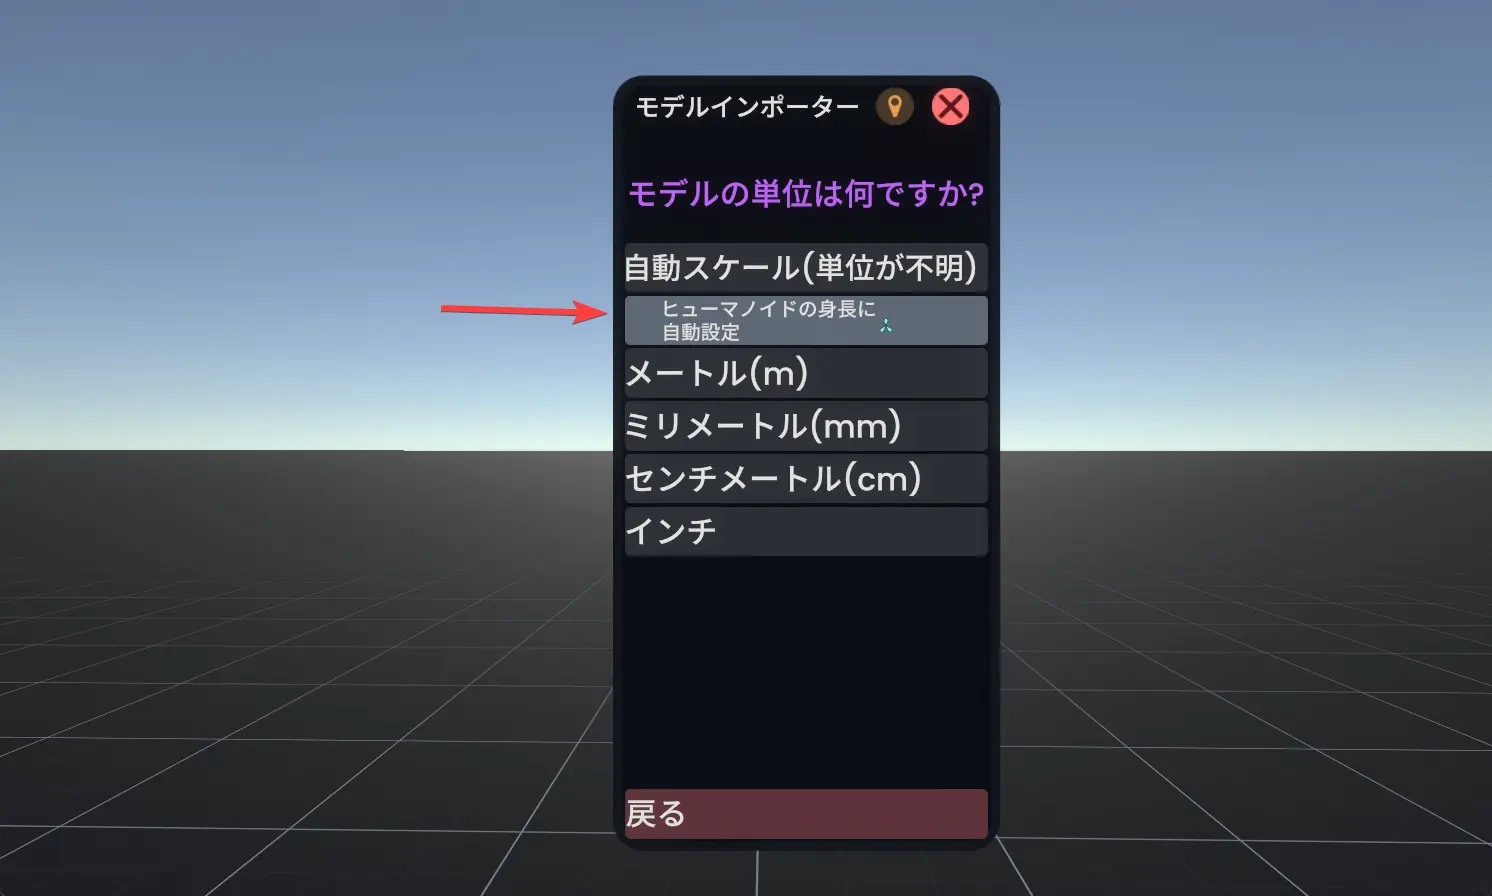 モデルインポーター
モデルの単位は何ですか?
自動スケール(単位が不明)
ヒューマノイドの身長に
自動設定
メートル(m)
ミリメートル(mm)
センチメートル(cm)
インチ
戻る